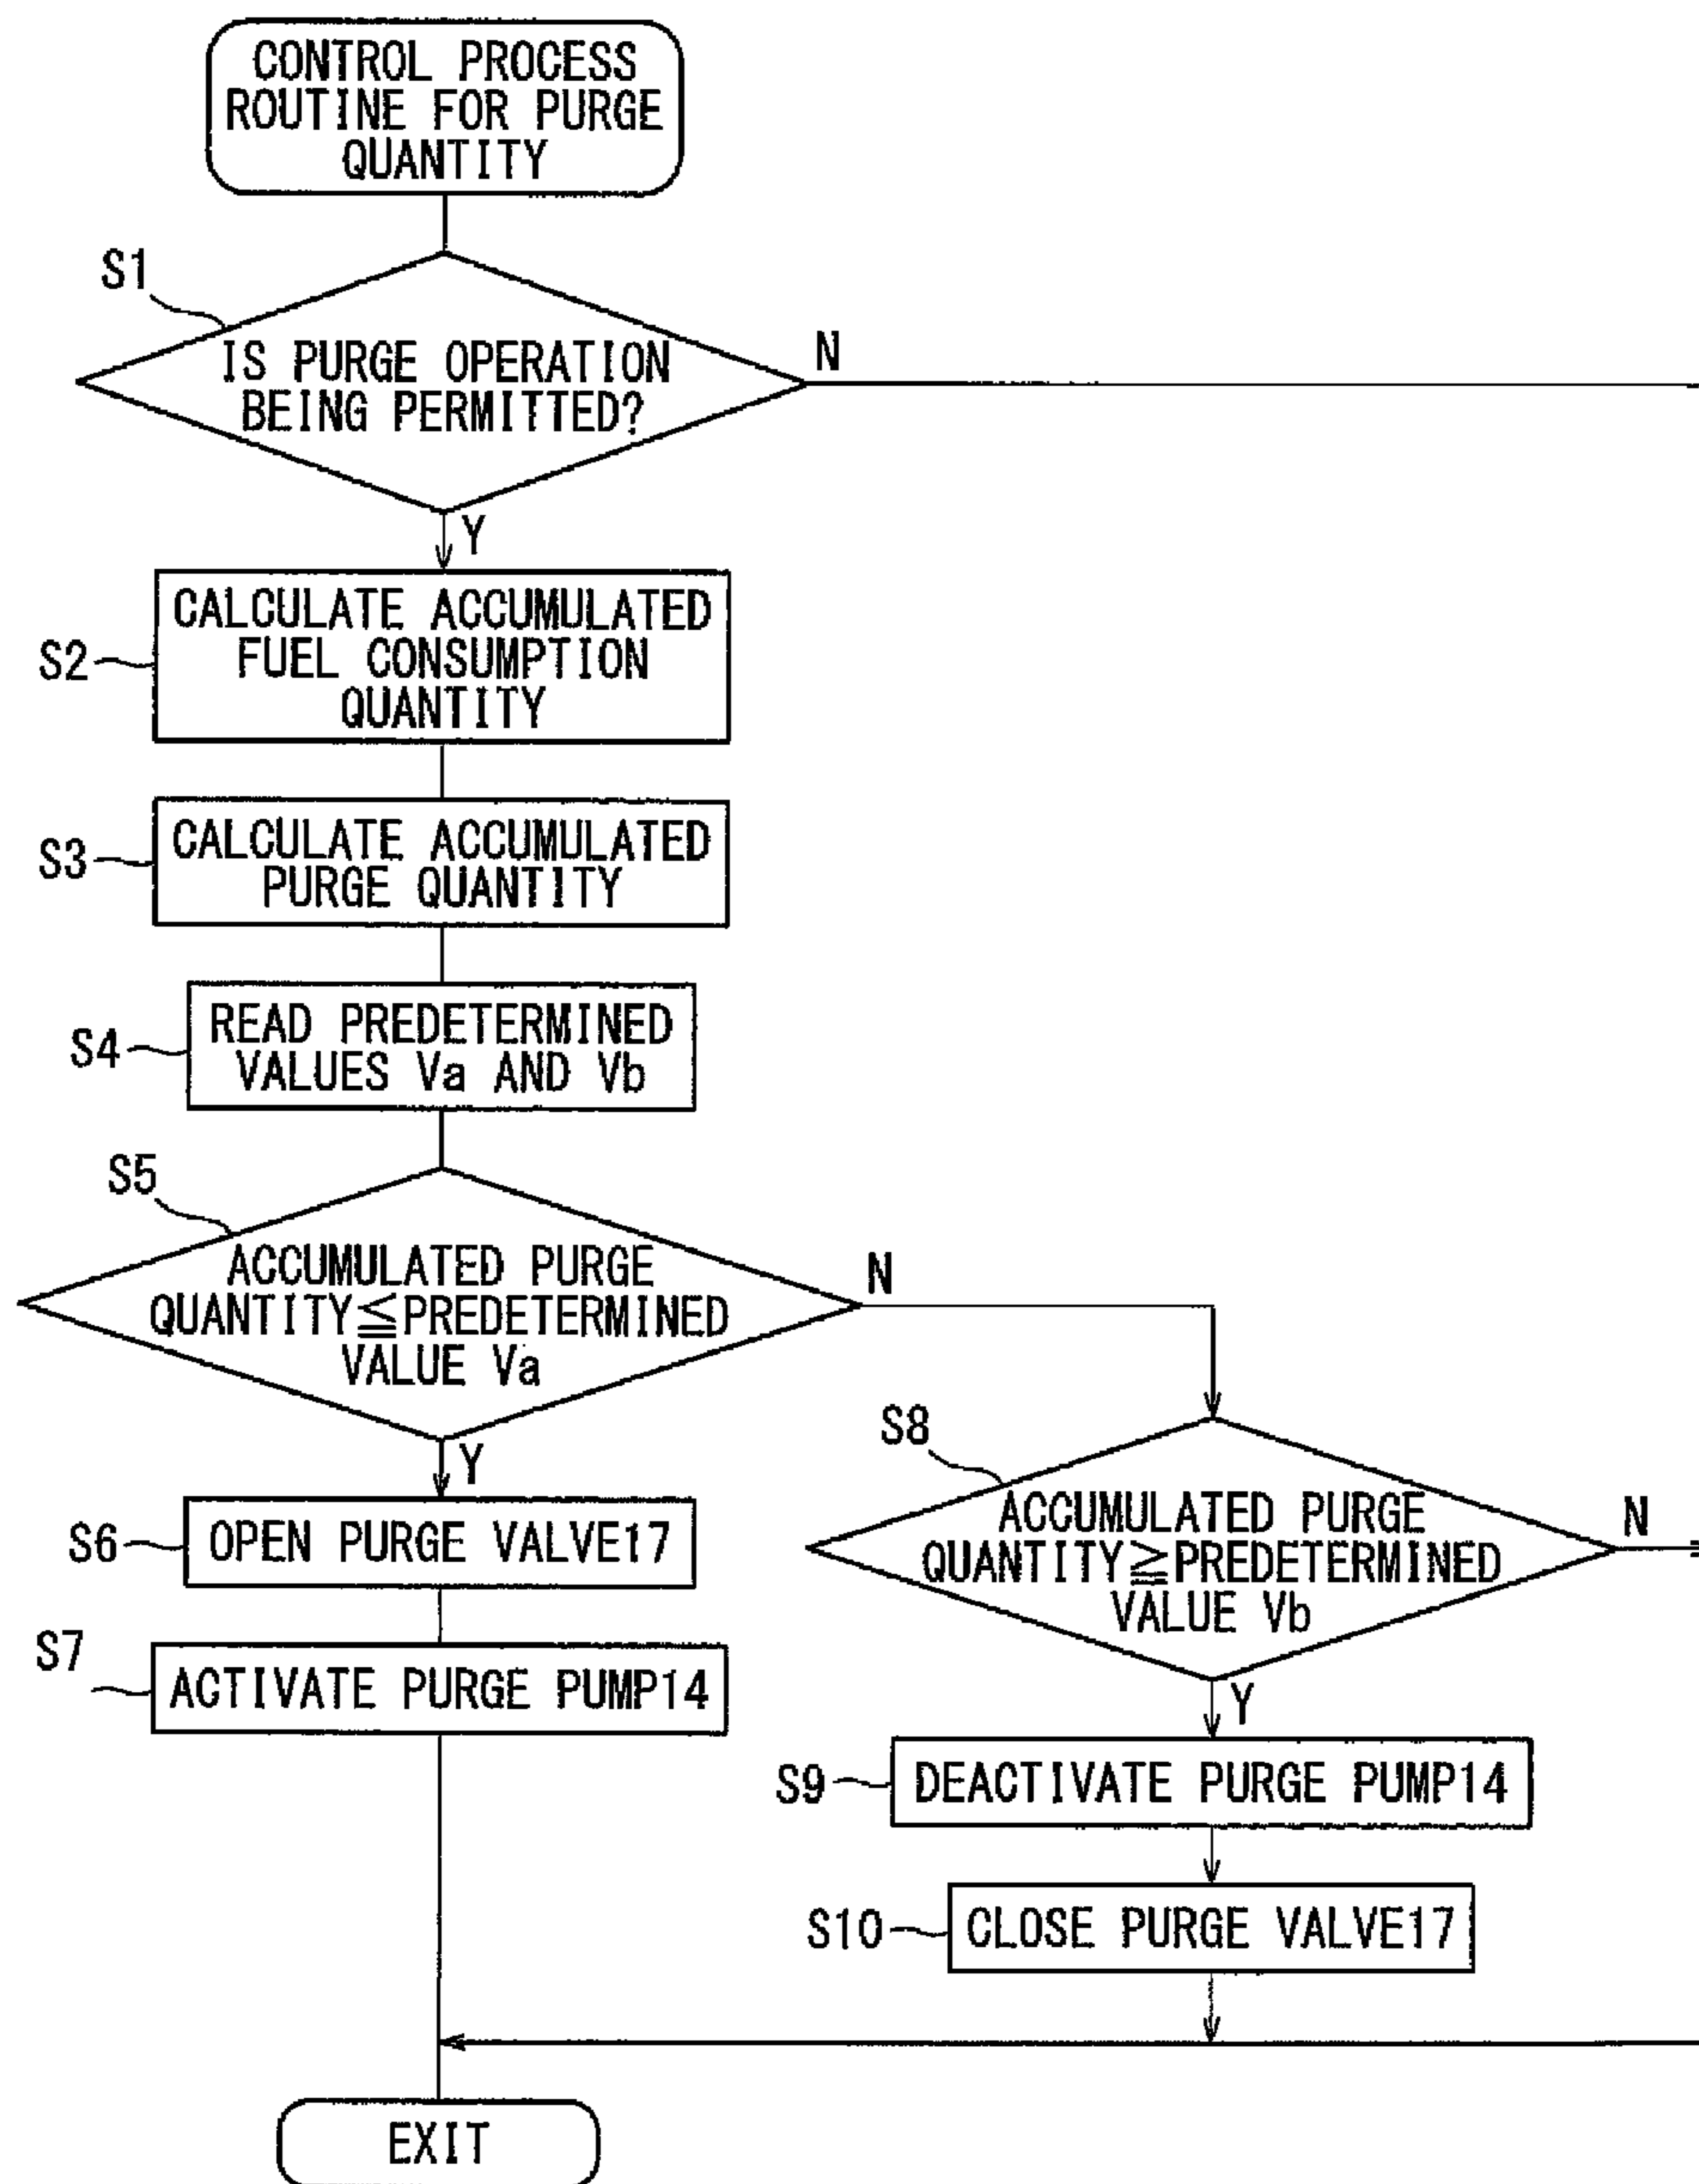 CONTROL PROCESS
ROUTINE FOR PURGE
QUANTITY
S1
IS PURGE OPERATION
BEING PERMITTED?
N
Y
S2
CALCULATE ACCUMULATED
FUEL CONSUMPTION
QUANTITY
S3
CALCULATE ACCUMULATED
PURGE QUANTITY
S4
READ PREDETERMINED
VALUES Va AND Vb
S5
ACCUMULATED PURGE
QUANTITY≦PREDETERMINED
VALUE Va
N
Y
S6
OPEN PURGE VALVE17
S7
ACTIVATE PURGE PUMP14
S8
ACCUMULATED PURGE
QUANTITY≧PREDETERMINED
VALUE Vb
N
Y
S9
DEACTIVATE PURGE PUMP14
S10
CLOSE PURGE VALVE17
EXIT